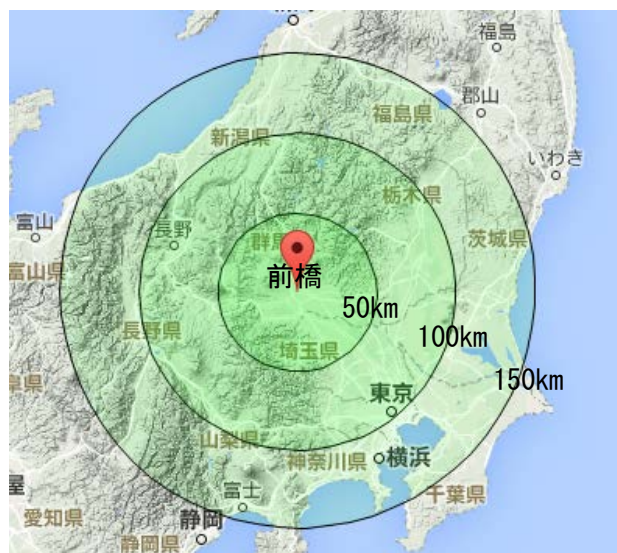 福島
郡山
福島県
新潟県
いわき
栃木県
富山
長野
群馬
茨城県
富山県
前橋
50km
長野県
100km
埼玉県
150km
阜県
東京
山梨県
神奈川県
横浜
富士
千葉県
屋
愛知県
静岡
静岡県